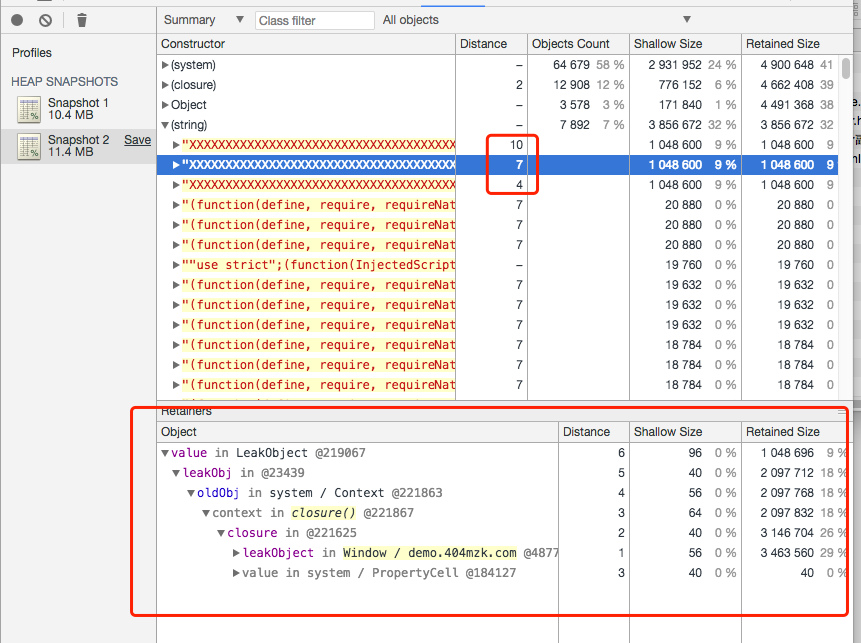 Summary ▼ Class filter All objects ▼
Profiles
HEAP SNAPSHOTS
Snapshot 1
10.4 MB
Snapshot 2 Save
11.4 MB
Constructor Distance Objects Count Shallow Size Retained Size
▶(system) – 64 679 58 % 2 931 952 24 % 4 900 648 41
▶(closure) 2 12 908 12 % 776 152 6 % 4 662 408 39
▶Object – 3 578 3 % 171 840 1 % 4 491 368 38
▼(string) – 7 892 7 % 3 856 672 32 % 3 856 672 32
▶"XXXXXXXXXXXXXXXXXXXXXXXXXXXXXXXXXXX 10 1 048 600 9 % 1 048 600 9
▶"XXXXXXXXXXXXXXXXXXXXXXXXXXXXXXXXXXX 7 1 048 600 9 % 1 048 600 9
▶"XXXXXXXXXXXXXXXXXXXXXXXXXXXXXXXXXXX 4 1 048 600 9 % 1 048 600 9
▶"(function(define, require, requireNat 7 20 880 0 % 20 880 0
▶"(function(define, require, requireNat 7 20 880 0 % 20 880 0
▶"(function(define, require, requireNat 7 20 880 0 % 20 880 0
▶""use strict";(function(InjectedScript – 19 760 0 % 19 760 0
▶"(function(define, require, requireNat 7 19 632 0 % 19 632 0
▶"(function(define, require, requireNat 7 19 632 0 % 19 632 0
▶"(function(define, require, requireNat 7 19 632 0 % 19 632 0
▶"(function(define, require, requireNat 7 18 784 0 % 18 784 0
▶"(function(define, require, requireNat 7 18 784 0 % 18 784 0
▶"(function(define, require, requireNat 7 18 784 0 % 18 784 0
Retainers
Object Distance Shallow Size Retained Size
▼value in LeakObject @219067 6 96 0 % 1 048 696 9 %
▼leakObj in @23439 5 40 0 % 2 097 712 18 %
▼oldObj in system / Context @221863 4 56 0 % 2 097 768 18 %
▼context in closure() @221867 3 64 0 % 2 097 832 18 %
▼closure in @221625 2 40 0 % 3 146 704 26 %
▶leakObject in Window / demo.404mzk.com @4877 1 56 0 % 3 463 560 29 %
▶value in system / PropertyCell @184127 3 40 0 % 40 0 %